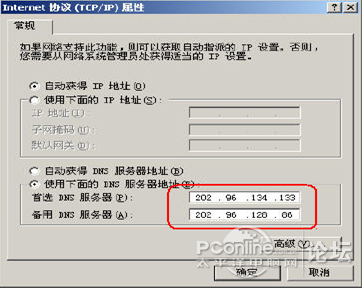 Internet 协议 (TCP/IP) 属性
常规
如果网络支持此功能，则可以获取自动指派的 IP 设置。否则，
您需要从网络系统管理员处获得适当的 IP 设置。
自动获得 IP 地址(O)
使用下面的 IP 地址(S):
IP 地址(I):
子网掩码(U):
默认网关(D):
自动获得 DNS 服务器地址(B)
使用下面的 DNS 服务器地址(E):
首选 DNS 服务器(P): 202 . 96 .134 .133
备用 DNS 服务器(A): 202 . 96 .128 .86
高级(V)...
PConline 论坛
太平洋电脑网
确定 取消